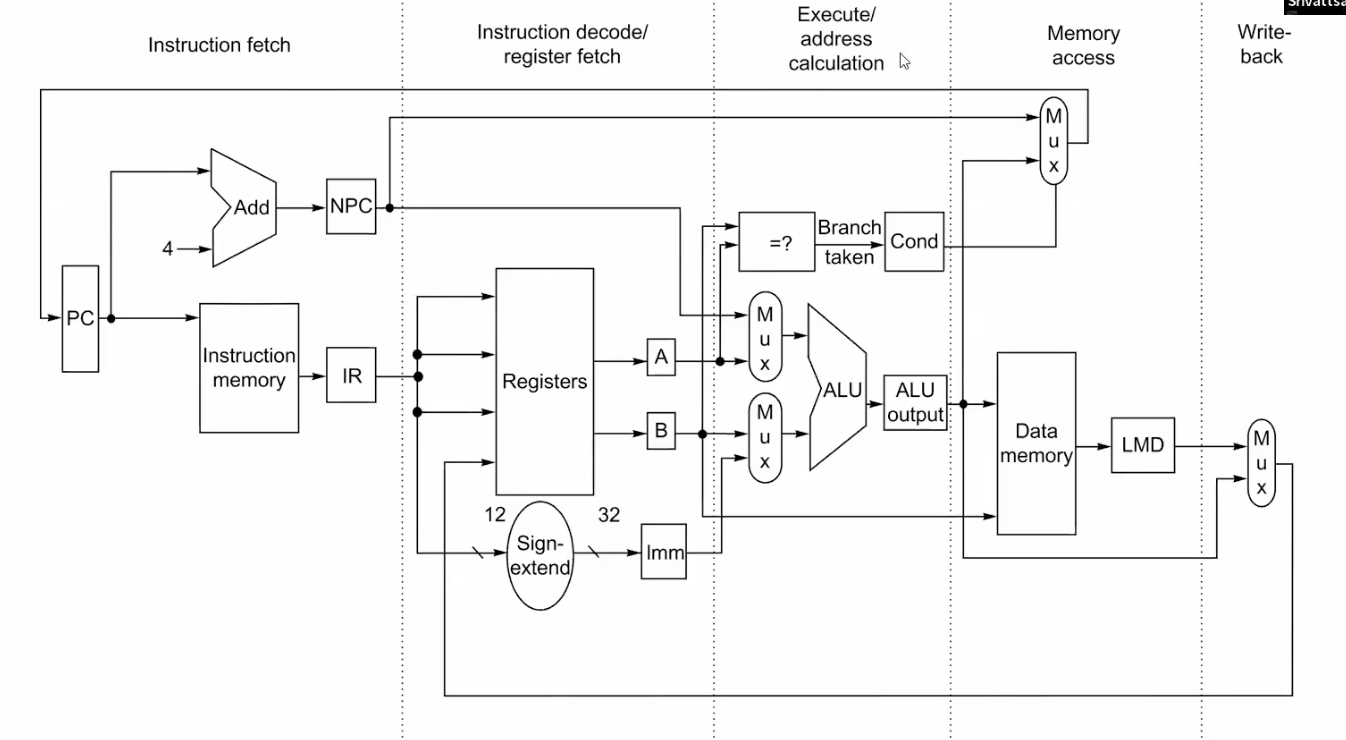 Srivattsa
Instruction fetch
Instruction decode/
register fetch
Execute/
address
calculation
Memory
access
Write-
back
M
u
x
Add
NPC
4
=?
Branch
taken
Cond
PC
Instruction
memory
IR
Registers
A
B
M
u
x
M
u
x
ALU
ALU
output
Data
memory
LMD
M
u
x
12
32
Sign-
extend
Imm